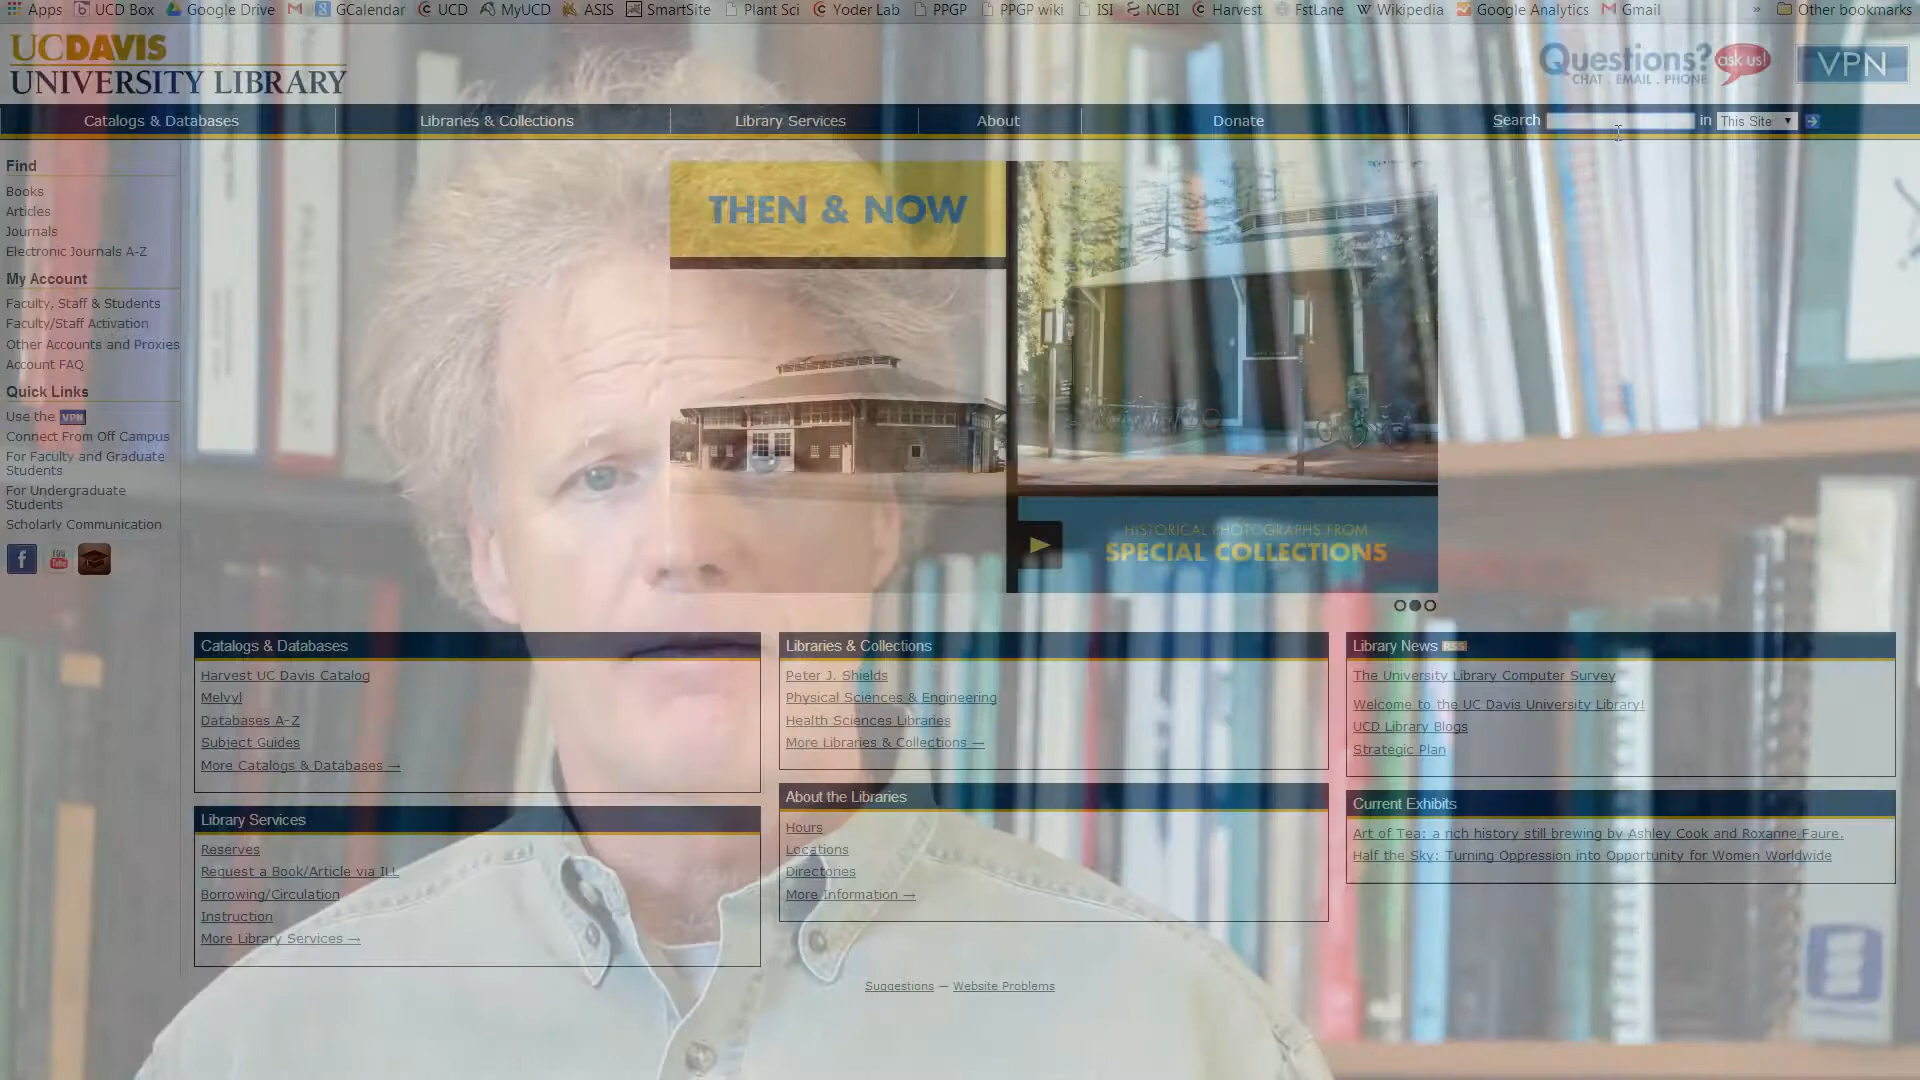 Apps UCD Box Google Drive GCalendar UCD MyUCD ASIS SmartSite Plant Sci Yoder Lab PPGP PPGP wiki ISI NCBI Harvest FstLane Wikipedia Google Analytics Gmail » Other bookmarks
UCDAVIS
UNIVERSITY LIBRARY
Questions? ask us!
CHAT . EMAIL . PHONE
VPN
Catalogs & Databases Libraries & Collections Library Services About Donate Search in This Site
Find
Books
Articles
Journals
Electronic Journals A-Z
My Account
Faculty, Staff & Students
Faculty/Staff Activation
Other Accounts and Proxies
Account FAQ
Quick Links
Use the VPN
Connect From Off Campus
For Faculty and Graduate
Students
For Undergraduate
Students
Scholarly Communication
f You Tube
THEN & NOW
HISTORICAL PHOTOGRAPHS FROM
SPECIAL COLLECTIONS
Catalogs & Databases
Harvest UC Davis Catalog
Melvyl
Databases A-Z
Subject Guides
More Catalogs & Databases →
Library Services
Reserves
Request a Book/Article via ILL
Borrowing/Circulation
Instruction
More Library Services →
Libraries & Collections
Peter J. Shields
Physical Sciences & Engineering
Health Sciences Libraries
More Libraries & Collections →
About the Libraries
Hours
Locations
Directories
More Information →
Library News RSS
The University Library Computer Survey
Welcome to the UC Davis University Library!
UCD Library Blogs
Strategic Plan
Current Exhibits
Art of Tea: a rich history still brewing by Ashley Cook and Roxanne Faure.
Half the Sky: Turning Oppression into Opportunity for Women Worldwide
Suggestions — Website Problems